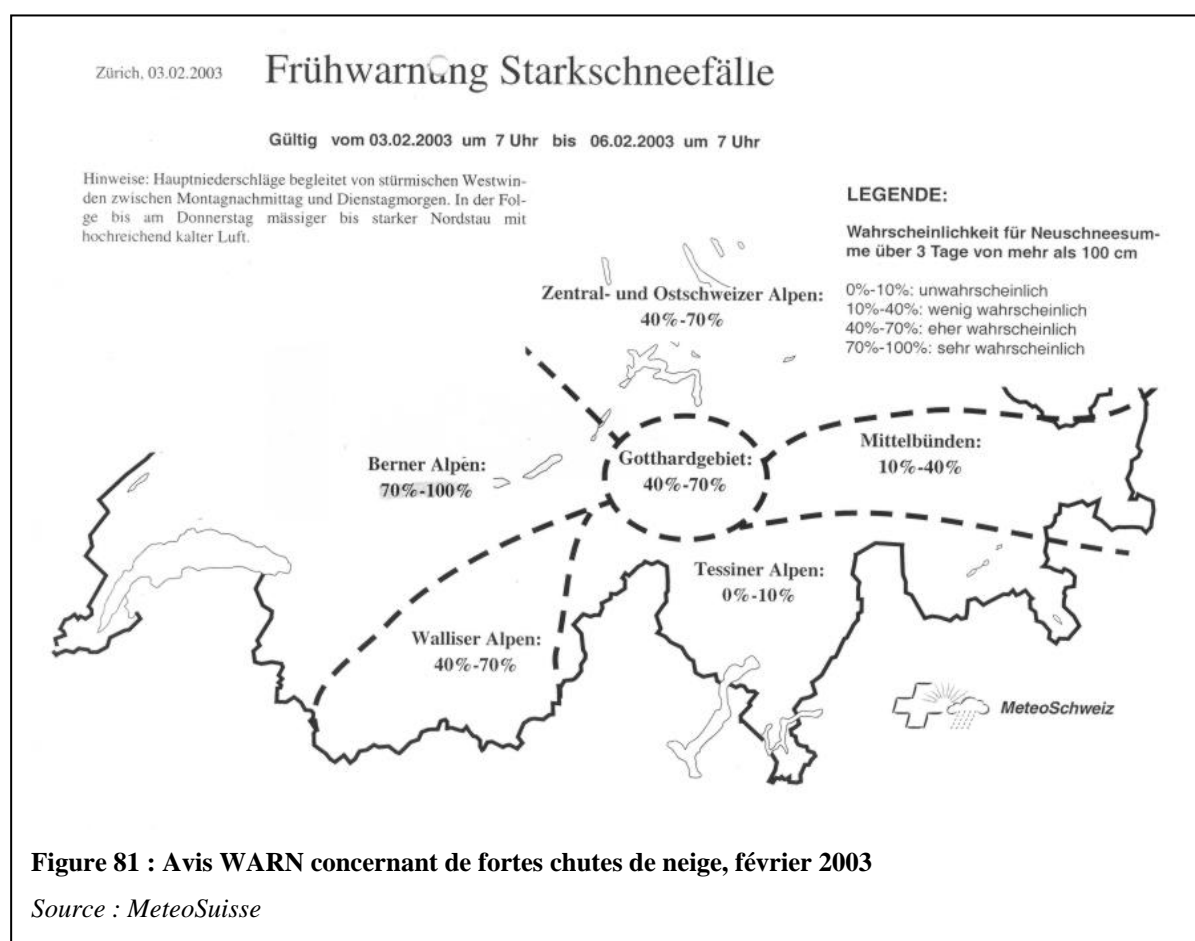 Zürich, 03.02.2003
Frühwarnung Starkschneefälle
Gültig vom 03.02.2003 um 7 Uhr bis 06.02.2003 um 7 Uhr
Hinweise: Hauptniederschläge begleitet von stürmischen Westwin-
den zwischen Montagnachmittag und Dienstagmorgen. In der Fol-
ge bis am Donnerstag mässiger bis starker Nordstau mit
hochreichend kalter Luft.
LEGENDE:
Wahrscheinlichkeit für Neuschneesum-
me über 3 Tage von mehr als 100 cm
0%-10%: unwahrscheinlich
10%-40%: wenig wahrscheinlich
40%-70%: eher wahrscheinlich
70%-100%: sehr wahrscheinlich
Zentral- und Ostschweizer Alpen:
40%-70%
Mittelbünden:
10%-40%
Gotthardgebiet:
40%-70%
Berner Alpen:
70%-100%
Tessiner Alpen:
0%-10%
Walliser Alpen:
40%-70%
MeteoSchweiz
Figure 81 : Avis WARN concernant de fortes chutes de neige, février 2003
Source : MeteoSuisse